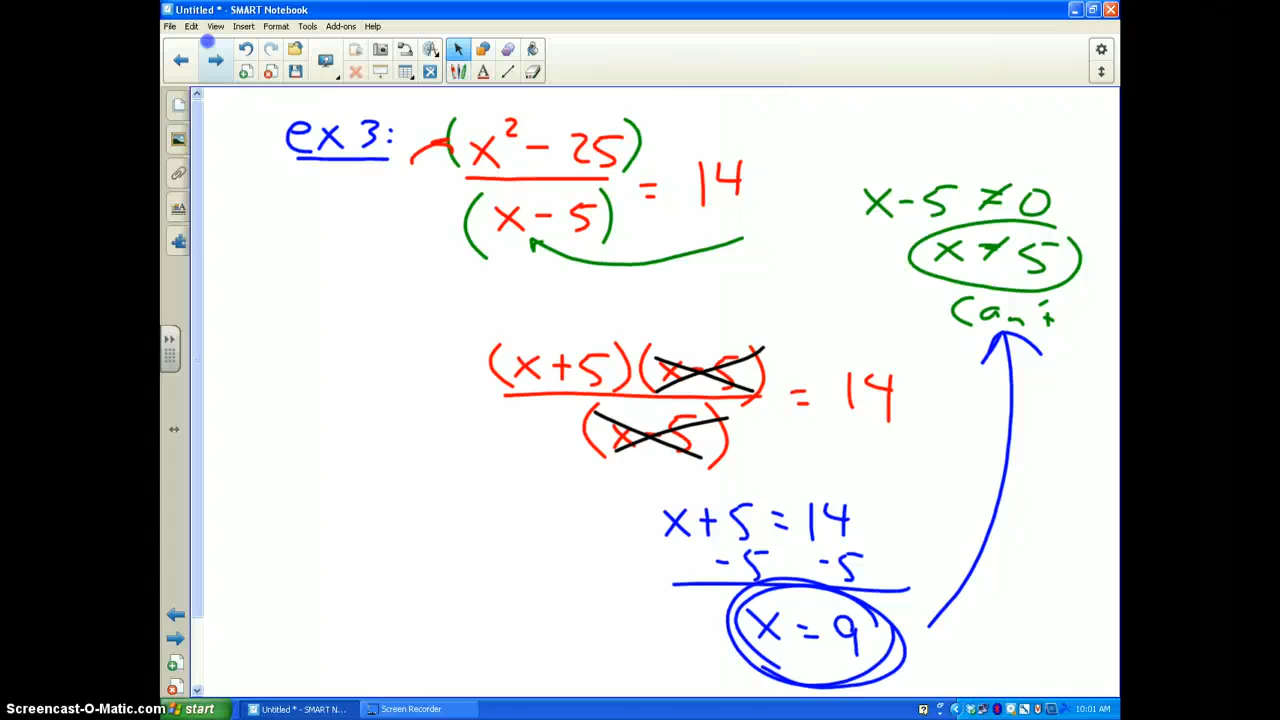 Untitled * - SMART Notebook
File Edit View Insert Format Tools Add-ons Help
ex 3:
(x² - 25)
(x - 5)
= 14
x - 5 ≠ 0
x ≠ 5
can't
(x + 5)(x - 5)
(x - 5)
= 14
x + 5 = 14
- 5 - 5
x = 9
Screencast-O-Matic.com
start
Untitled * - SMART N...
Screen Recorder
10:01 AM